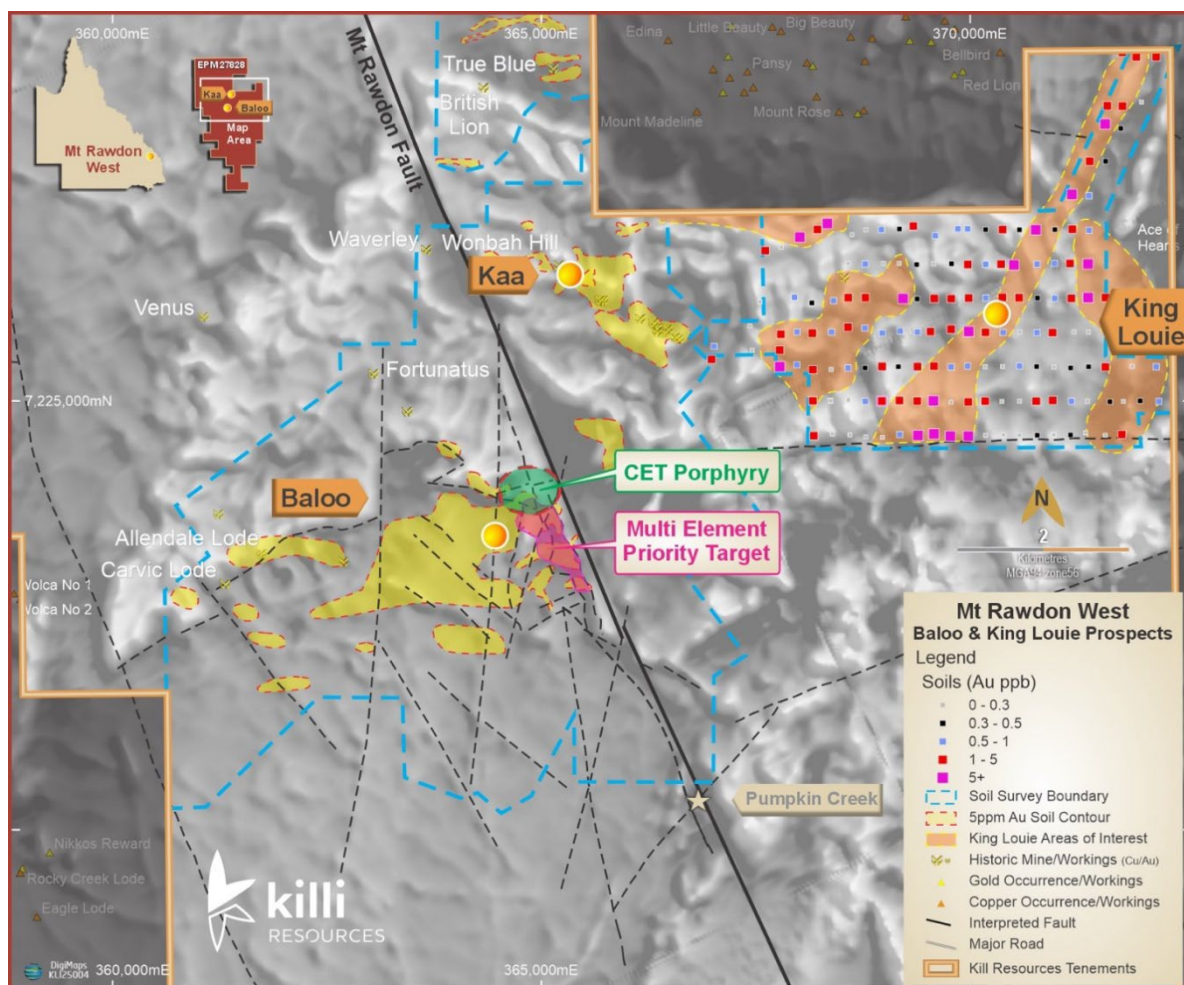 360,000mE
365,000mE
370,000mE
EPM27828
Kaa
Baloo
Map
Area
Mt Rawdon
West
Mt Rawdon Fault
True Blue
British
Lion
Edina
Little Beauty
Big Beauty
Pansy
Bellbird
Red Lion
Mount Madeline
Mount Rose
Ace of
Hearts
Waverley
Wonbah Hill
Kaa
Venus
King
Louie
Fortunatus
7,225,000mN
CET Porphyry
Baloo
Multi Element
Priority Target
N
2
Kilometres
MGA94 zone56
Allendale Lode
Carvic Lode
Wolca No 1
Wolca No 2
Pumpkin Creek
Nikkos Reward
Rocky Creek Lode
Eagle Lode
killi
RESOURCES
DigiMaps
KLI25004
360,000mE
365,000mE
Mt Rawdon West
Baloo & King Louie Prospects
Legend
Soils (Au ppb)
0 - 0.3
0.3 - 0.5
0.5 - 1
1 - 5
5+
Soil Survey Boundary
5ppm Au Soil Contour
King Louie Areas of Interest
Historic Mine/Workings (Cu/Au)
Gold Occurrence/Workings
Copper Occurrence/Workings
Interpreted Fault
Major Road
Kill Resources Tenements